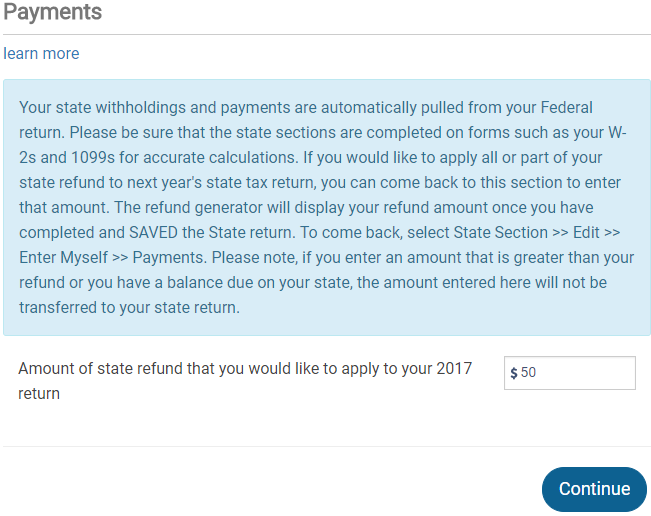 Payments
learn more
Your state withholdings and payments are automatically pulled from your Federal
return. Please be sure that the state sections are completed on forms such as your W-
2s and 1099s for accurate calculations. If you would like to apply all or part of your
state refund to next year's state tax return, you can come back to this section to enter
that amount. The refund generator will display your refund amount once you have
completed and SAVED the State return. To come back, select State Section >> Edit >>
Enter Myself >> Payments. Please note, if you enter an amount that is greater than your
refund or you have a balance due on your state, the amount entered here will not be
transferred to your state return.
Amount of state refund that you would like to apply to your 2017
return
$ 50
Continue